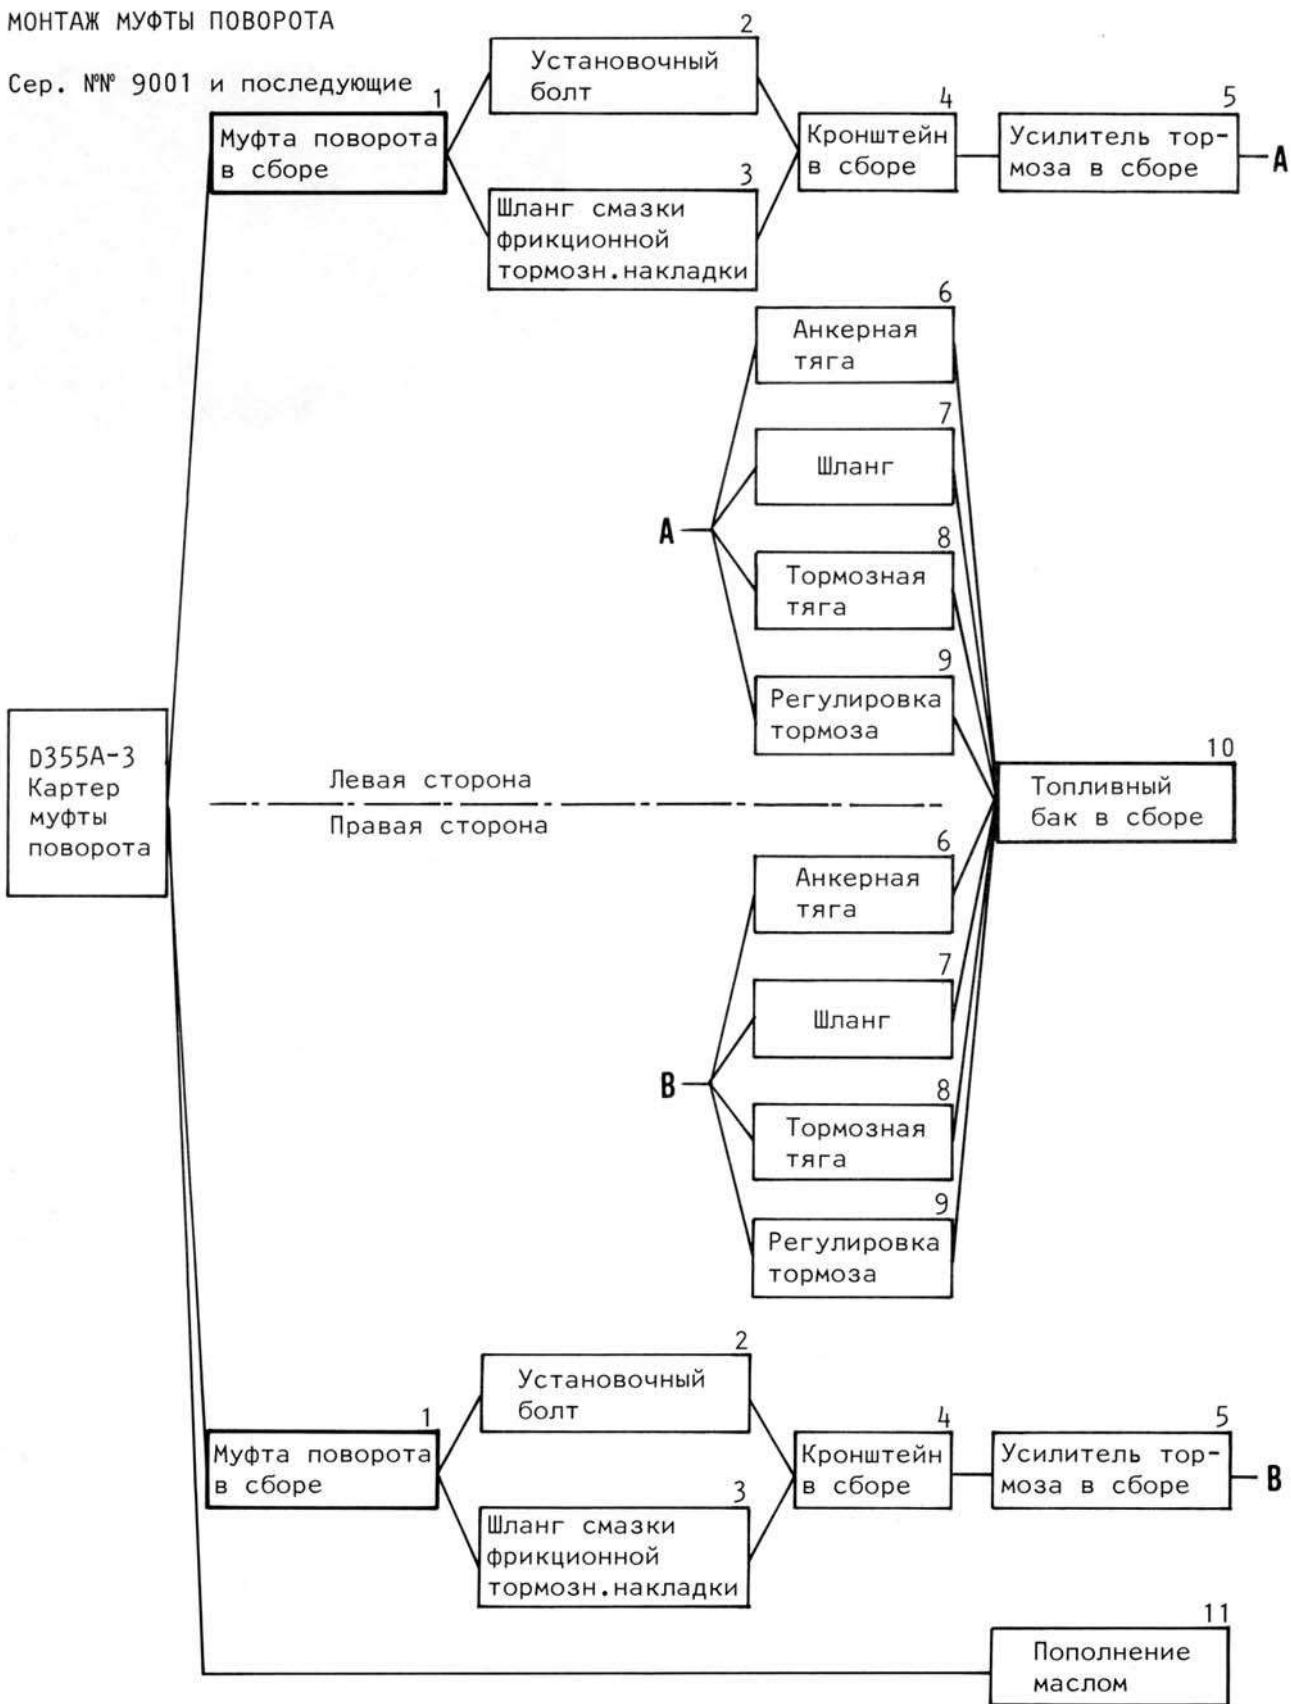 МОНТАЖ МУФТЫ ПОВОРОТА
Сер. №№ 9001 и последующие
1
Муфта поворота
в сборе
2
Установочный
болт
3
Шланг смазки
фрикционной
тормозн.накладки
4
Кронштейн
в сборе
5
Усилитель тор-
моза в сборе
A
6
Анкерная
тяга
7
Шланг
A
8
Тормозная
тяга
9
Регулировка
тормоза
D355A-3
Картер
муфты
поворота
Левая сторона
Правая сторона
10
Топливный
бак в сборе
6
Анкерная
тяга
7
Шланг
B
8
Тормозная
тяга
9
Регулировка
тормоза
1
Муфта поворота
в сборе
2
Установочный
болт
3
Шланг смазки
фрикционной
тормозн.накладки
4
Кронштейн
в сборе
5
Усилитель тор-
моза в сборе
B
11
Пополнение
маслом